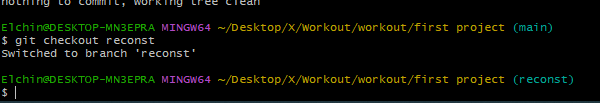 nothing to commit, working tree clean
Elchin@DESKTOP-MN3EPRA MINGW64 ~/Desktop/X/Workout/workout/first project (main)
$ git checkout reconst
Switched to branch 'reconst'
Elchin@DESKTOP-MN3EPRA MINGW64 ~/Desktop/X/Workout/workout/first project (reconst)
$